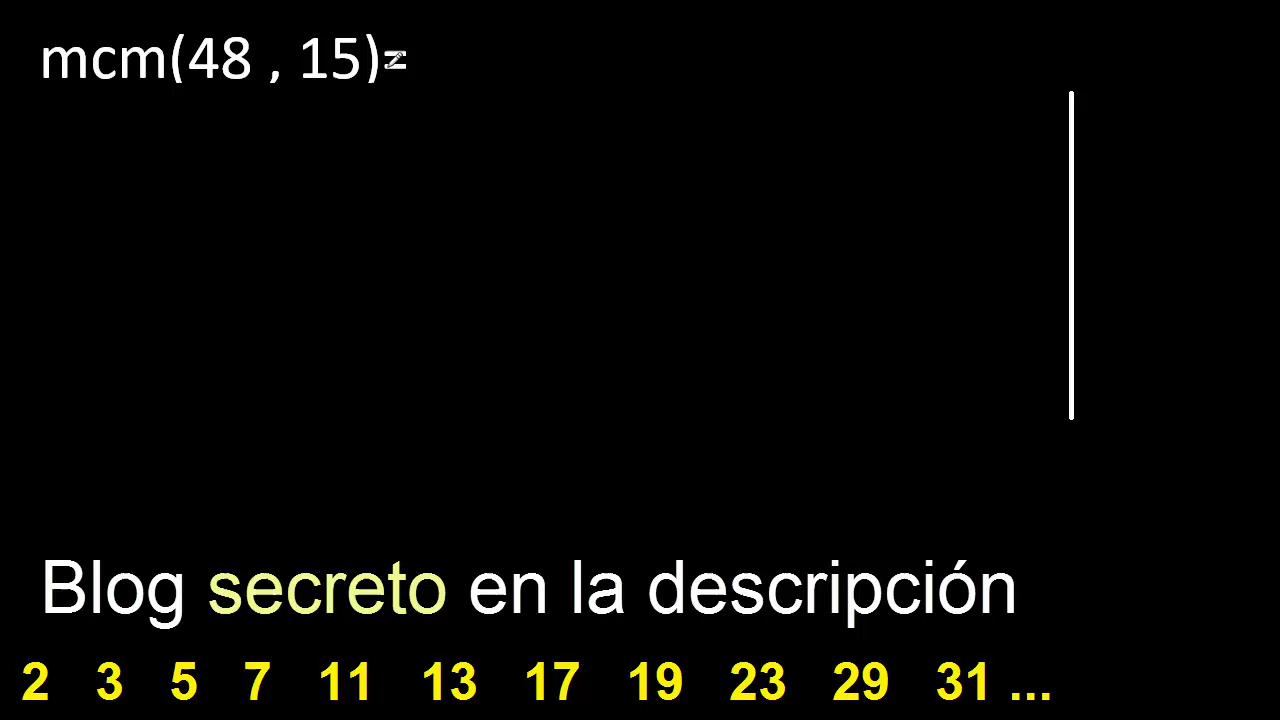 mcm(48 , 15)=
Blog secreto en la descripción
2 3 5 7 11 13 17 19 23 29 31 ...